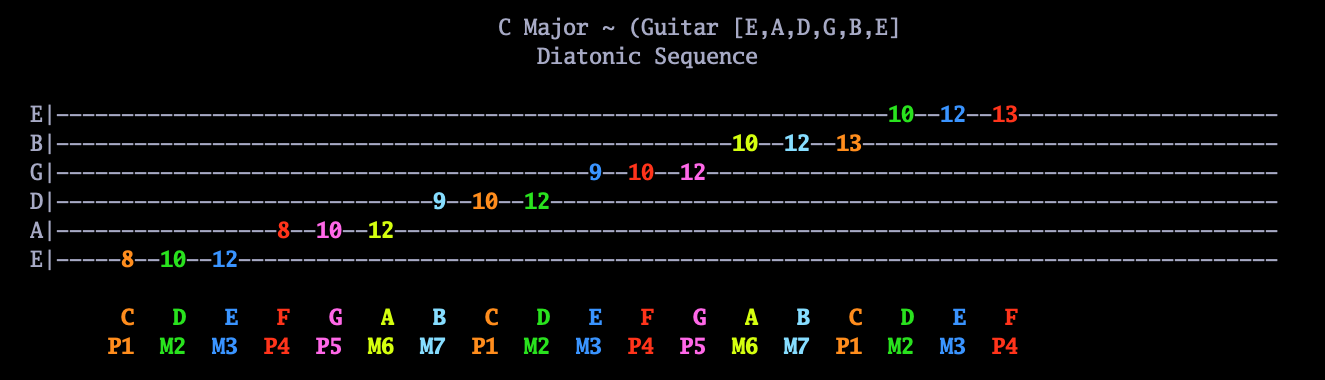 C Major ~ (Guitar [E,A,D,G,B,E]
Diatonic Sequence
E|————————————————————————————————10——12——13——————————
B|——————————————————————————10——12——13————————————————
G|————————————————————9——10——12———————————————————————
D|——————————————9——10——12—————————————————————————————
A|————————8——10——12———————————————————————————————————
E|——8——10——12—————————————————————————————————————————
C D E F G A B C D E F G A B C D E F
P1 M2 M3 P4 P5 M6 M7 P1 M2 M3 P4 P5 M6 M7 P1 M2 M3 P4